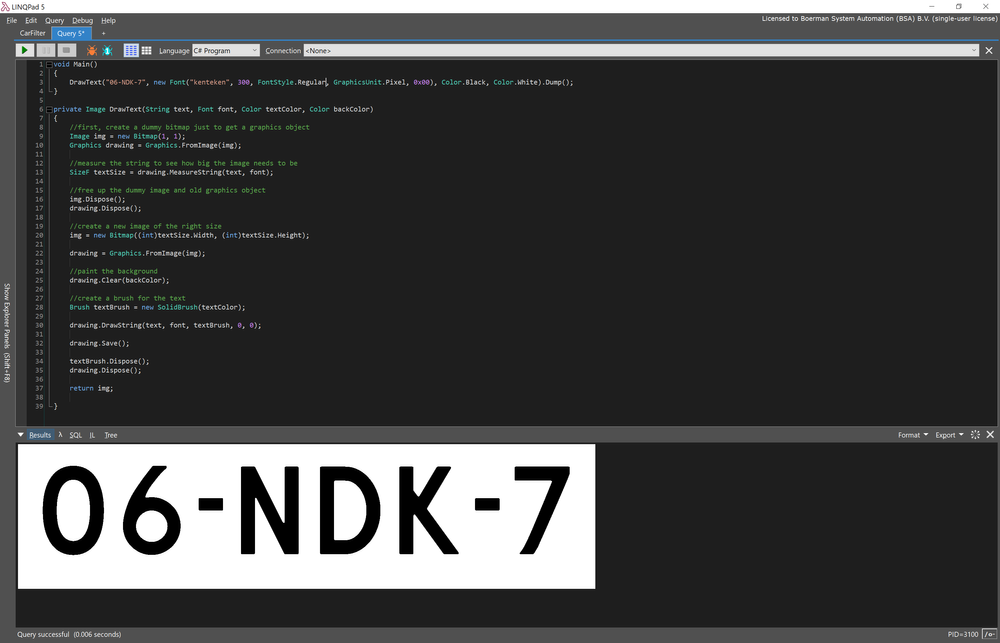 LINQPad 5
File Edit Query Debug Help
Licensed to Boerman System Automation (BSA) B.V. (single-user license)
CarFilter Query 5* +
Language C# Program Connection <None>
1 void Main()
2 {
3 DrawText("06-NDK-7", new Font("kenteken", 300, FontStyle.Regular, GraphicsUnit.Pixel, 0x00), Color.Black, Color.White).Dump();
4 }
5
6 private Image DrawText(String text, Font font, Color textColor, Color backColor)
7 {
8 //first, create a dummy bitmap just to get a graphics object
9 Image img = new Bitmap(1, 1);
10 Graphics drawing = Graphics.FromImage(img);
11
12 //measure the string to see how big the image needs to be
13 SizeF textSize = drawing.MeasureString(text, font);
14
15 //free up the dummy image and old graphics object
16 img.Dispose();
17 drawing.Dispose();
18
19 //create a new image of the right size
20 img = new Bitmap((int)textSize.Width, (int)textSize.Height);
21
22 drawing = Graphics.FromImage(img);
23
24 //paint the background
25 drawing.Clear(backColor);
26
27 //create a brush for the text
28 Brush textBrush = new SolidBrush(textColor);
29
30 drawing.DrawString(text, font, textBrush, 0, 0);
31
32 drawing.Save();
33
34 textBrush.Dispose();
35 drawing.Dispose();
36
37 return img;
38
39 }
Show Explorer Panels (Shift+F8)
Results λ SQL IL Tree
Format Export
06-NDK-7
Query successful (0.006 seconds)
PID=3100 /o-